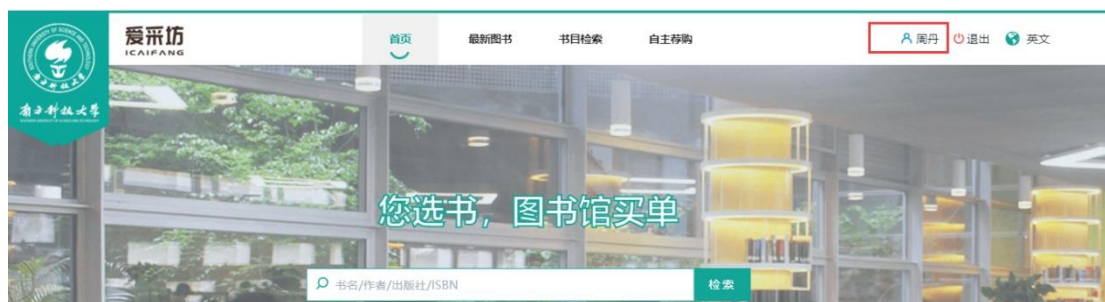 爱采坊
ICAIFANG
首页 最新图书 书目检索 自主荐购 周丹 退出 英文
南方科技大学
您选书，图书馆买单
书名/作者/出版社/ISBN 检索